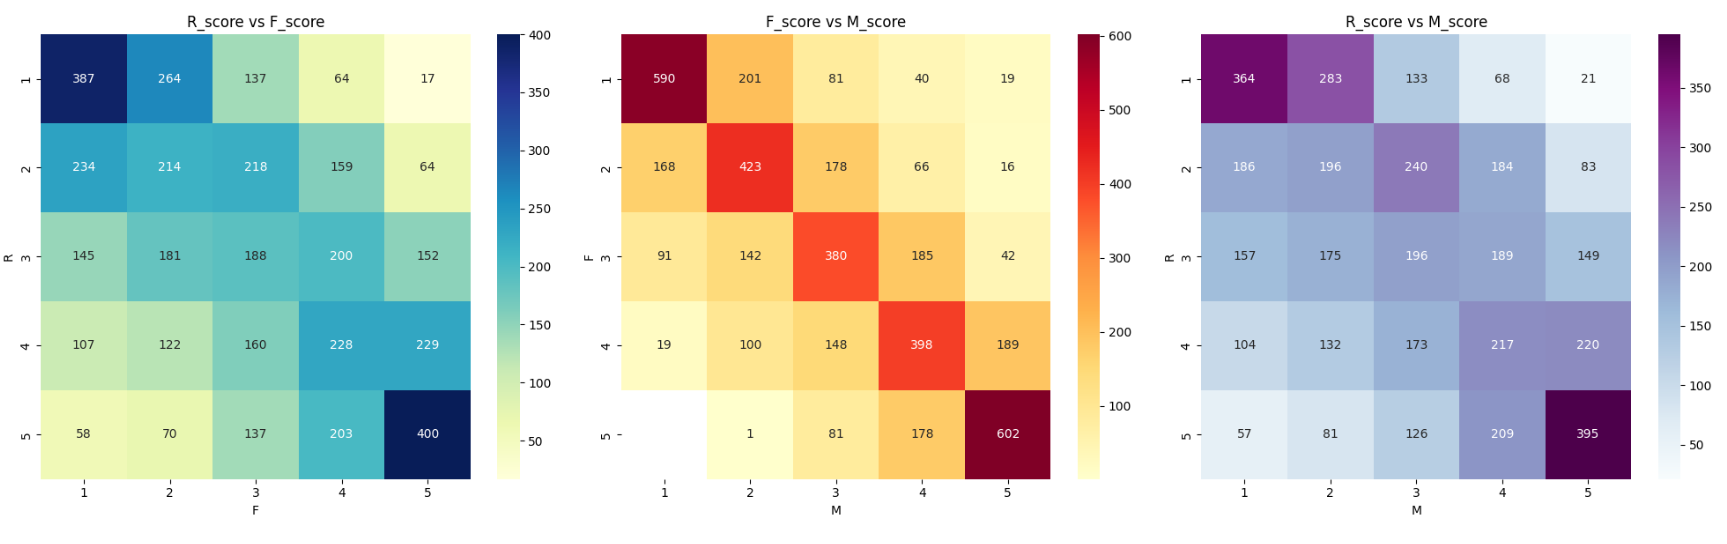 R_score vs F_score
387 264 137 64 17
234 214 218 159 64
145 181 188 200 152
107 122 160 228 229
58 70 137 203 400
1
2
3
4
5
R
1 2 3 4 5
F
400
350
300
250
200
150
100
50
F_score vs M_score
590 201 81 40 19
168 423 178 66 16
91 142 380 185 42
19 100 148 398 189
1 81 178 602
1
2
3
4
5
F
1 2 3 4 5
M
600
500
400
300
200
100
R_score vs M_score
364 283 133 68 21
186 196 240 184 83
157 175 196 189 149
104 132 173 217 220
57 81 126 209 395
1
2
3
4
5
R
1 2 3 4 5
M
350
300
250
200
150
100
50